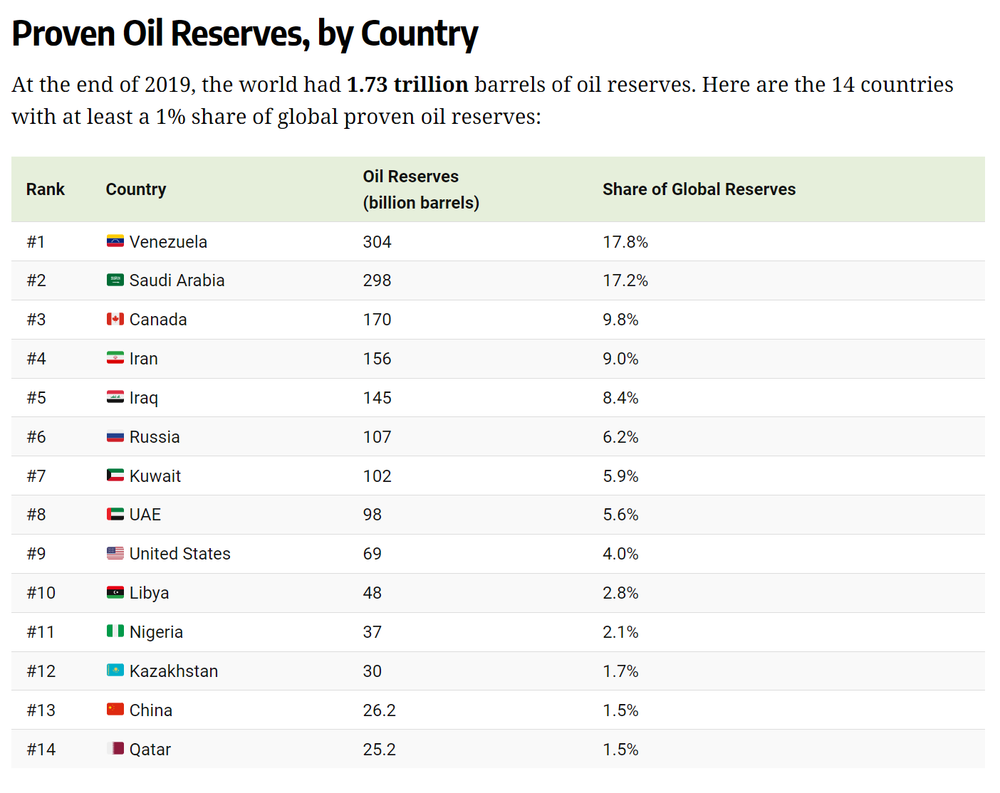 Proven Oil Reserves, by Country
At the end of 2019, the world had 1.73 trillion barrels of oil reserves. Here are the 14 countries
with at least a 1% share of global proven oil reserves:
Rank Country Oil Reserves (billion barrels) Share of Global Reserves
#1 Venezuela 304 17.8%
#2 Saudi Arabia 298 17.2%
#3 Canada 170 9.8%
#4 Iran 156 9.0%
#5 Iraq 145 8.4%
#6 Russia 107 6.2%
#7 Kuwait 102 5.9%
#8 UAE 98 5.6%
#9 United States 69 4.0%
#10 Libya 48 2.8%
#11 Nigeria 37 2.1%
#12 Kazakhstan 30 1.7%
#13 China 26.2 1.5%
#14 Qatar 25.2 1.5%